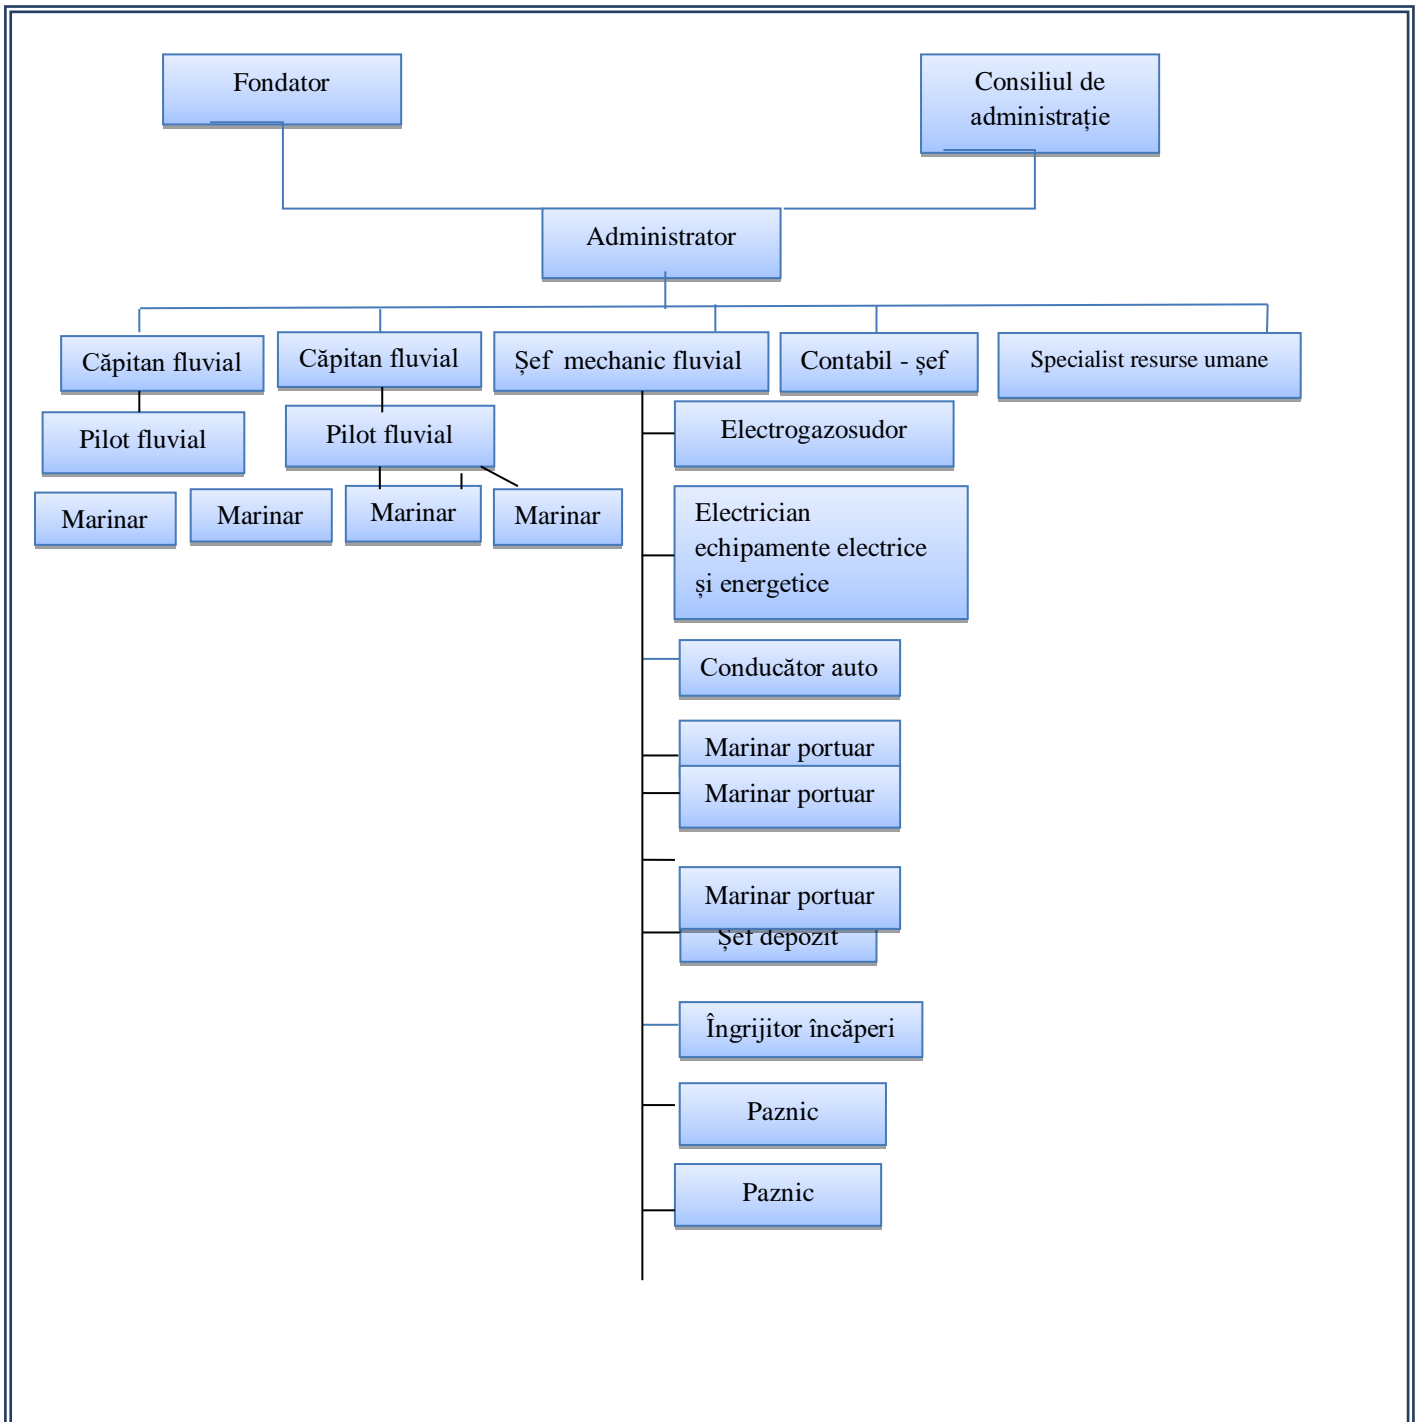 Fondator
Consiliul de
administrație
Administrator
Căpitan fluvial
Căpitan fluvial
Șef mechanic fluvial
Contabil - șef
Specialist resurse umane
Pilot fluvial
Pilot fluvial
Electrogazosudor
Marinar
Marinar
Marinar
Marinar
Electrician
echipamente electrice
și energetice
Conducător auto
Marinar portuar
Marinar portuar
Marinar portuar
Șef depozit
Îngrijitor încăperi
Paznic
Paznic